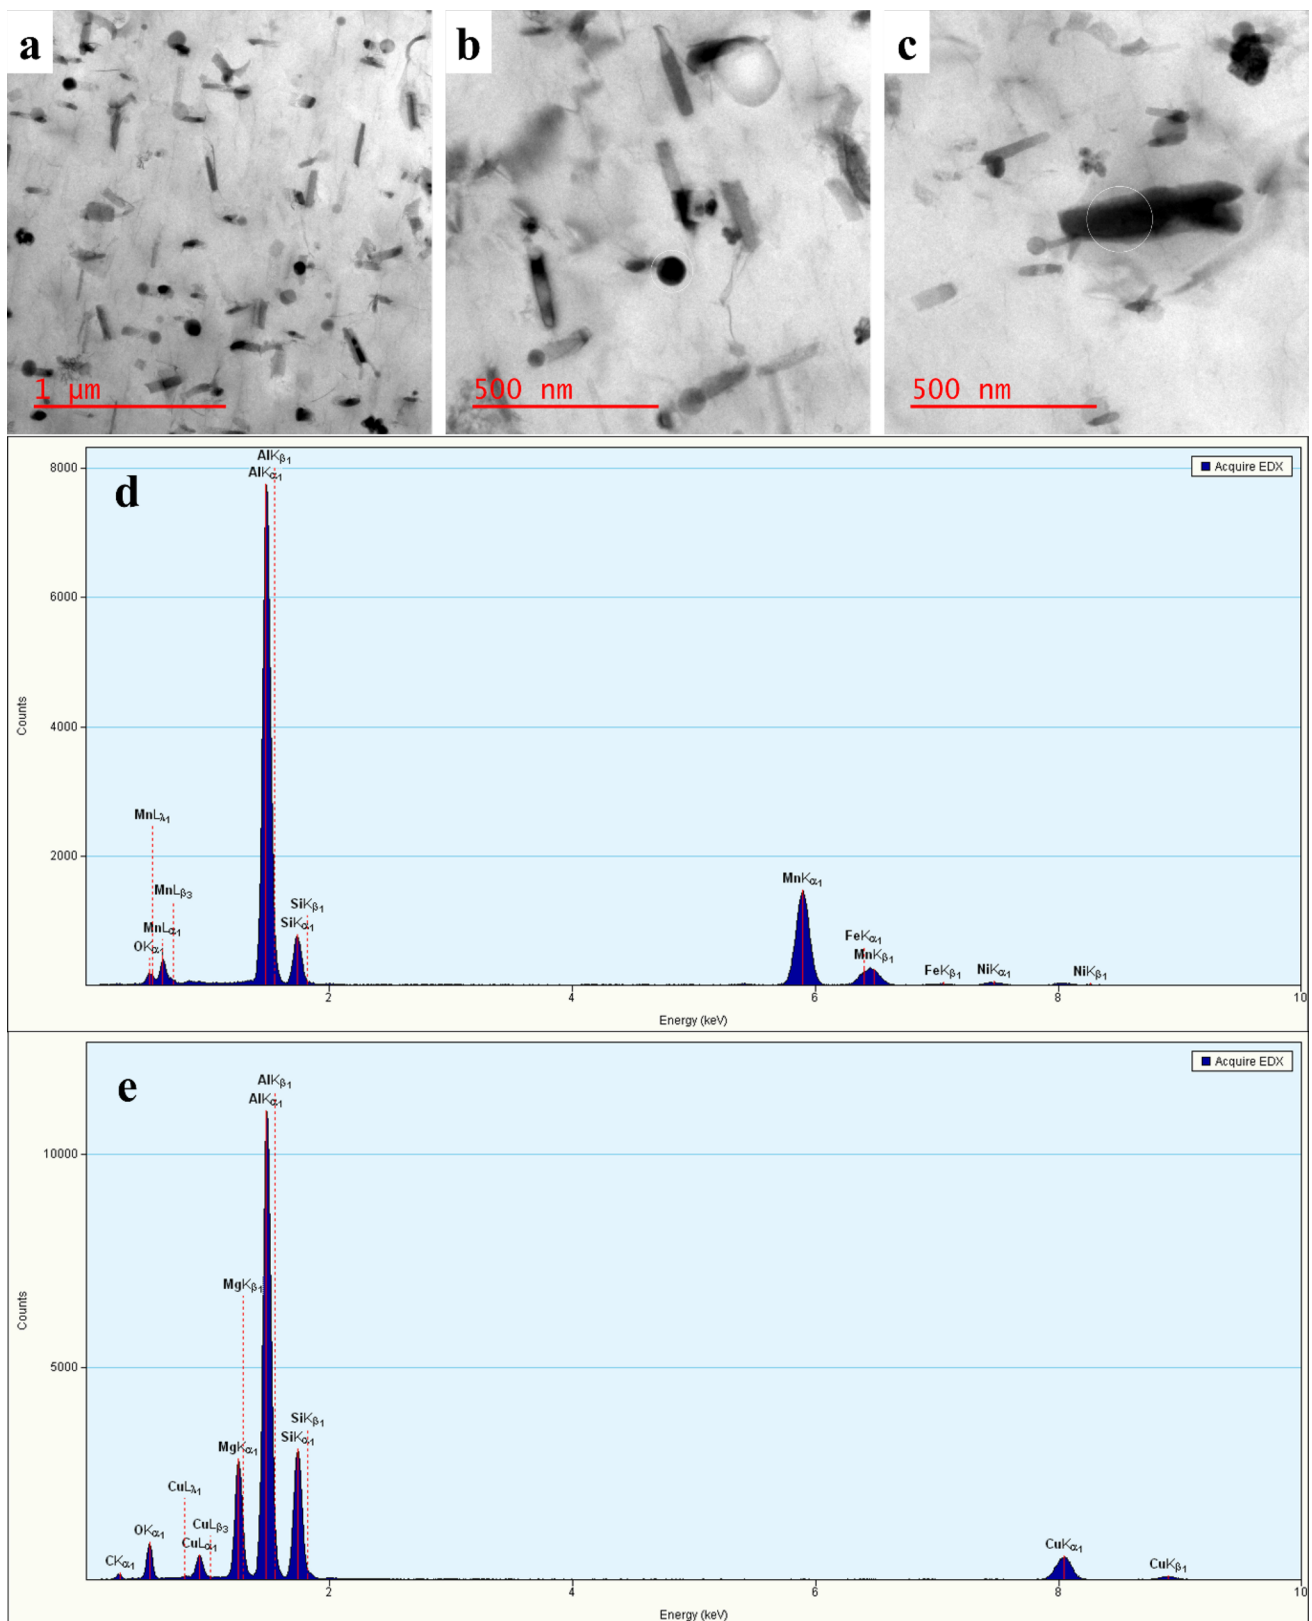 a
b
c
1 µm
500 nm
500 nm
d
Acquire EDX
AlKβ1
AlKα1
MnLλ1
MnLβ3
MnLα1
OKα1
SiKβ1
SiKα1
MnKα1
FeKα1
MnKβ1
FeKβ1
NiKα1
NiKβ1
8000
6000
4000
2000
Counts
2
4
6
8
10
Energy (keV)
e
Acquire EDX
AlKβ1
AlKα1
MgKβ1
MgKα1
SiKβ1
SiKα1
CuLλ1
CuLβ3
CuLα1
OKα1
CKα1
CuKα1
CuKβ1
10000
5000
Counts
2
4
6
8
10
Energy (keV)